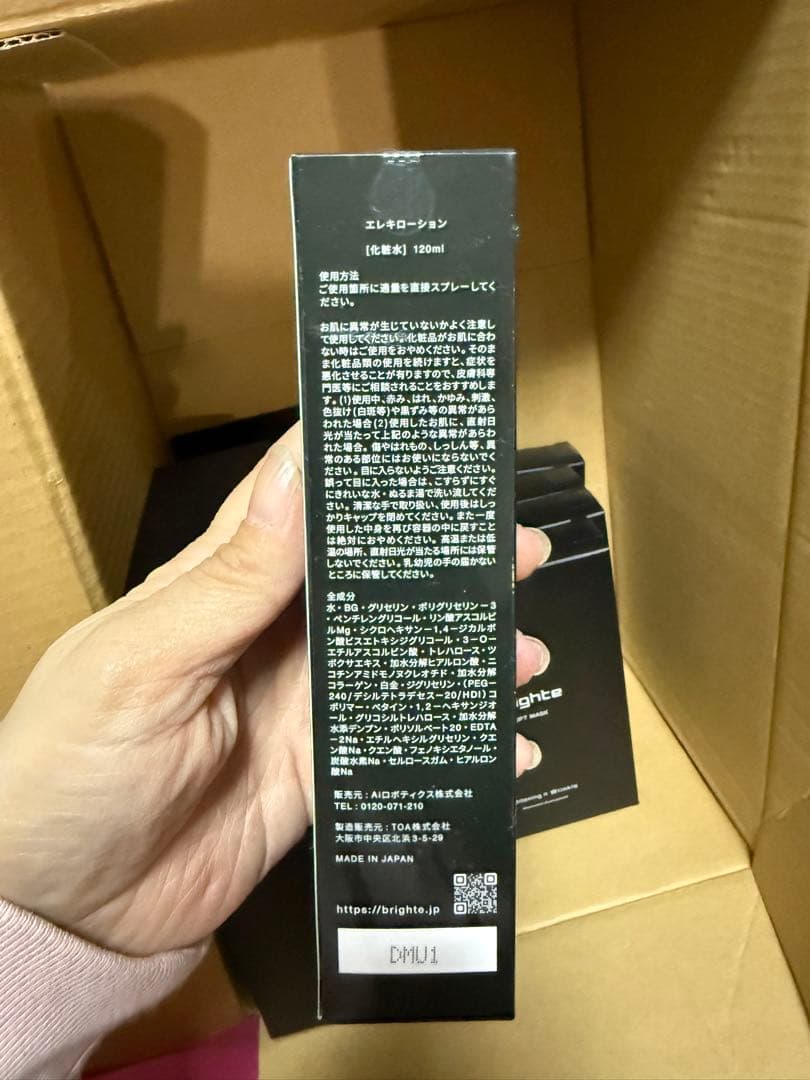 エレキローション
[化粧水] 120ml
使用方法
ご使用箇所に適量を直接スプレーしてく
ださい。
お肌に異常が生じていないかよく注意し
て使用してください。化粧品がお肌に合わ
ない時はご使用をおやめください。そのま
ま化粧品類の使用を続けますと、症状を
悪化させることが有りますので、皮膚科専
門医等にご相談されることをおすすめしま
す。(1)使用中、赤み、はれ、かゆみ、刺激、
色抜け(白斑等)や黒ずみ等の異常があら
われた場合(2)使用したお肌に、直射日
光が当たって上記のような異常があらわ
れた場合。傷やはれもの、しっしん等、異
常のある部位にはお使いにならないでく
ださい。目に入らないようご注意ください。
誤って目に入った場合は、こすらずにすぐ
にきれいな水・ぬるま湯で洗い流してくだ
さい。清潔な手で取り扱い、使用後はしっ
かりキャップを閉めてください。また一度
使用した中身を再び容器の中に戻すこと
は絶対におやめください。高温または低
温の場所、直射日光が当たる場所には保管
しないでください。乳幼児の手の届かない
ところに保管してください。
全成分
水・BG・グリセリン・ポリグリセリン-3
・ペンチレングリコール・リン酸アスコルビ
ルMg・シクロヘキサン-1,4-ジカルボ
ン酸ビスエトキシジグリコール・3-O-
エチルアスコルビン酸・トレハロース・ツ
ボクサエキス・加水分解ヒアルロン酸・ニ
コチンアミドモノヌクレオチド・加水分解
コラーゲン・白金・ジグリセリン・(PEG-
240/デシルテトラデセス-20/HDI)コ
ポリマー・ベタイン・1,2-ヘキサンジオ
ール・グリコシルトレハロース・加水分解
水添デンプン・ポリソルベート20・EDTA
-2Na・エチルヘキシルグリセリン・クエ
ン酸Na・クエン酸・フェノキシエタノール・
炭酸水素Na・セルロースガム・ヒアルロン
酸Na
販売元：Aiロボティクス株式会社
TEL：0120-071-210
製造販売元：TOA株式会社
大阪市中央区北浜3-5-29
MADE IN JAPAN
https://brighte.jp
DMU1
ighte
MASK